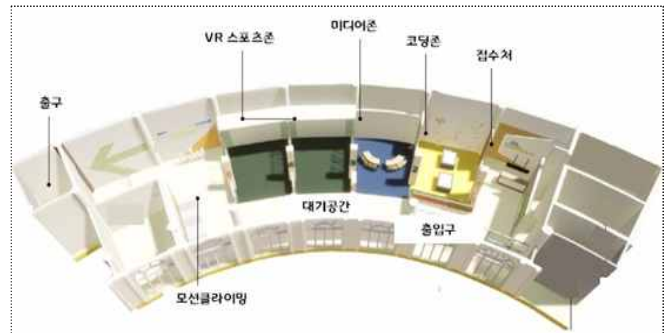 미디어존
VR 스포츠존
코딩존
접수처
출구
대기공간
출입구
모션클라이밍